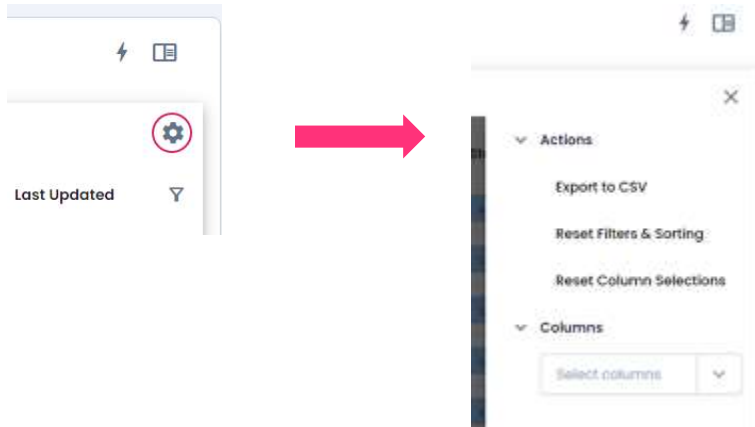 Last Updated
Actions
Export to CSV
Reset Filters & Sorting
Reset Column Selections
Columns
Select columns